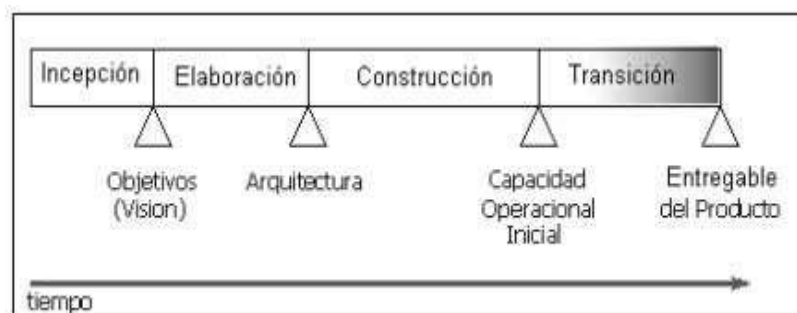 Incepción
Elaboración
Construcción
Transición
Objetivos
(Vision)
Arquitectura
Capacidad
Operacional
Inicial
Entregable
del Producto
tiempo